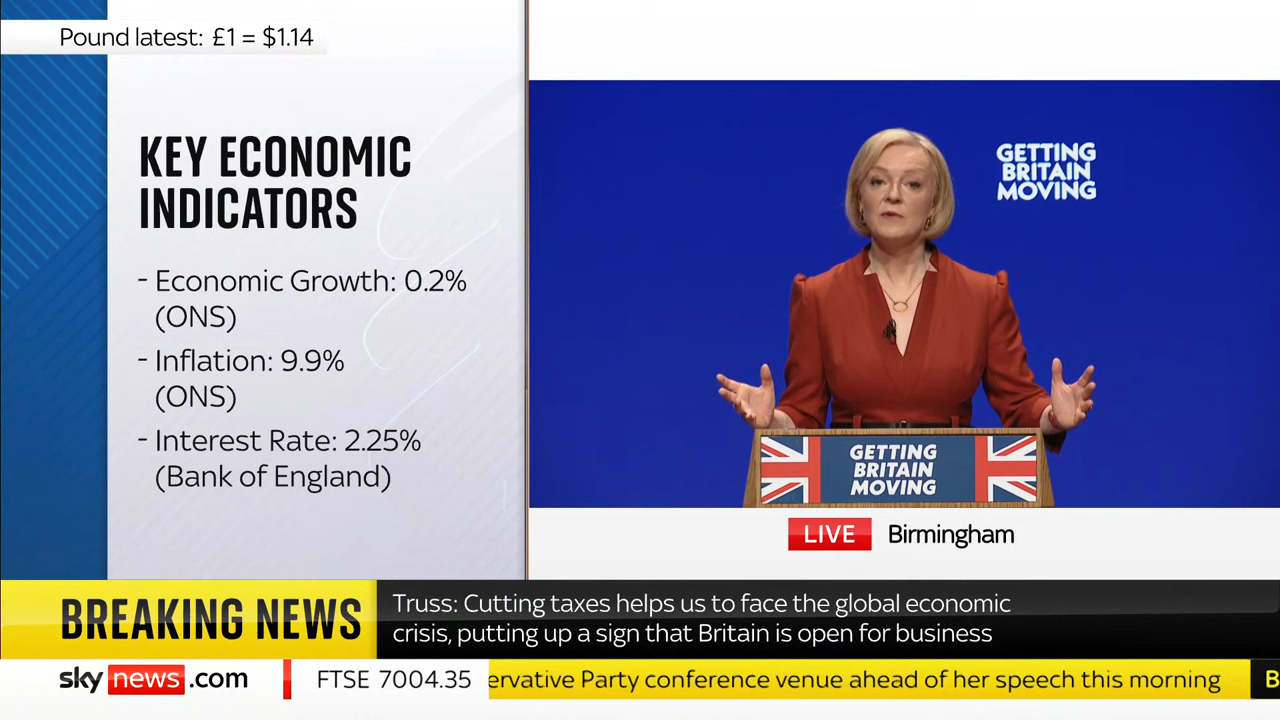 Pound latest: £1 = $1.14
KEY ECONOMIC
INDICATORS
- Economic Growth: 0.2%
(ONS)
- Inflation: 9.9%
(ONS)
- Interest Rate: 2.25%
(Bank of England)
GETTING
BRITAIN
MOVING
GETTING
BRITAIN
MOVING
LIVE Birmingham
BREAKING NEWS
Truss: Cutting taxes helps us to face the global economic
crisis, putting up a sign that Britain is open for business
sky news.com FTSE 7004.35 ervative Party conference venue ahead of her speech this morning B